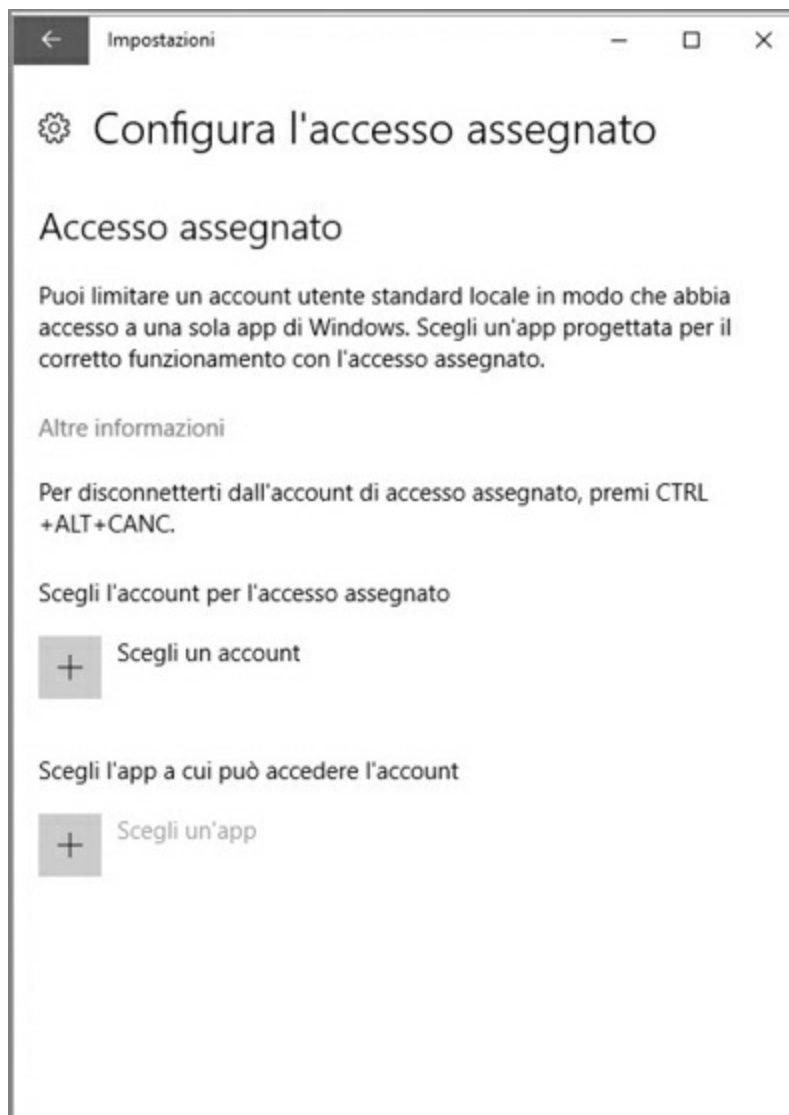 Impostazioni
Configura l'accesso assegnato
Accesso assegnato
Puoi limitare un account utente standard locale in modo che abbia
accesso a una sola app di Windows. Scegli un'app progettata per il
corretto funzionamento con l'accesso assegnato.
Altre informazioni
Per disconnetterti dall'account di accesso assegnato, premi CTRL
+ALT+CANC.
Scegli l'account per l'accesso assegnato
Scegli un account
Scegli l'app a cui può accedere l'account
Scegli un'app